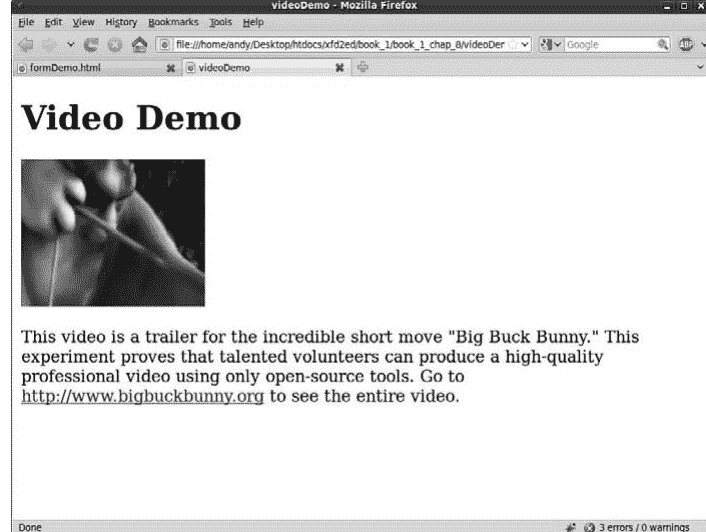 videoDemo - Mozilla Firefox
File Edit View History Bookmarks Tools Help
file:///home/andy/Desktop/htdocs/xfd2ed/book_1/book_1_chap_8/videoDer Google ABP
formDemo.html videoDemo
Video Demo
This video is a trailer for the incredible short move "Big Buck Bunny." This
experiment proves that talented volunteers can produce a high-quality
professional video using only open-source tools. Go to
http://www.bigbuckbunny.org to see the entire video.
Done 3 errors / 0 warnings